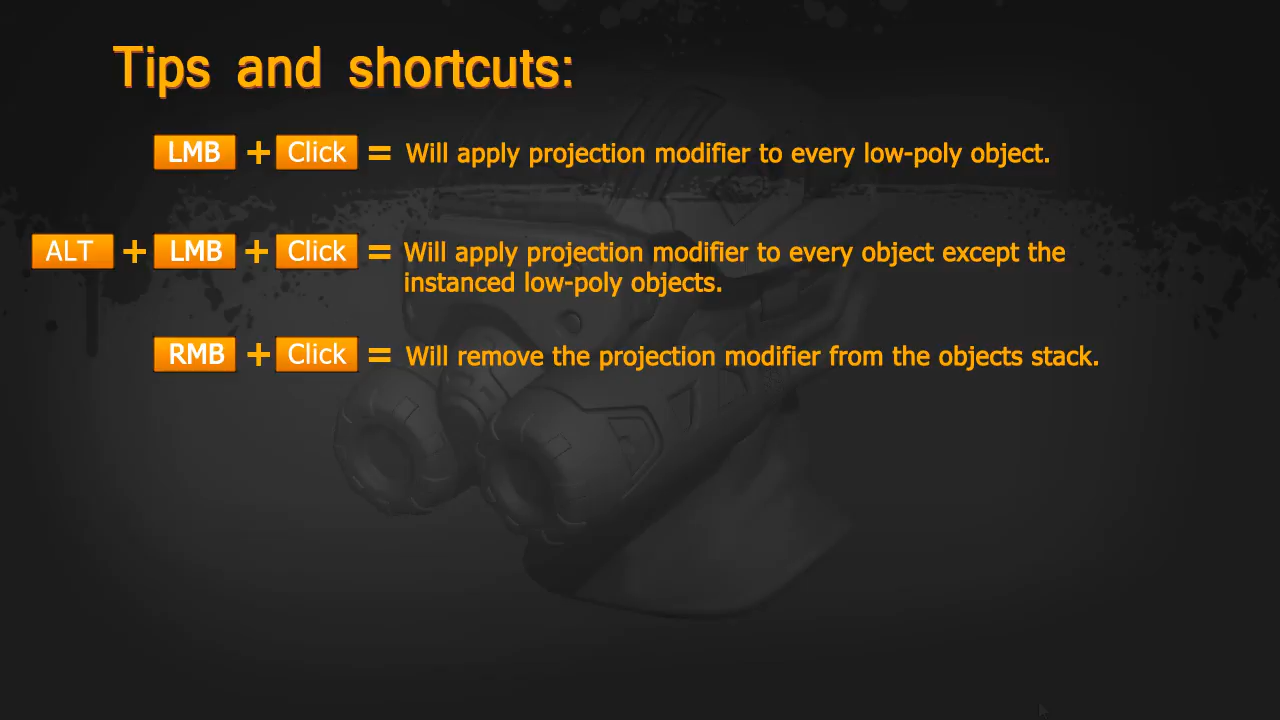 Tips and shortcuts:
LMB + Click = Will apply projection modifier to every low-poly object.
ALT + LMB + Click = Will apply projection modifier to every object except the
instanced low-poly objects.
RMB + Click = Will remove the projection modifier from the objects stack.